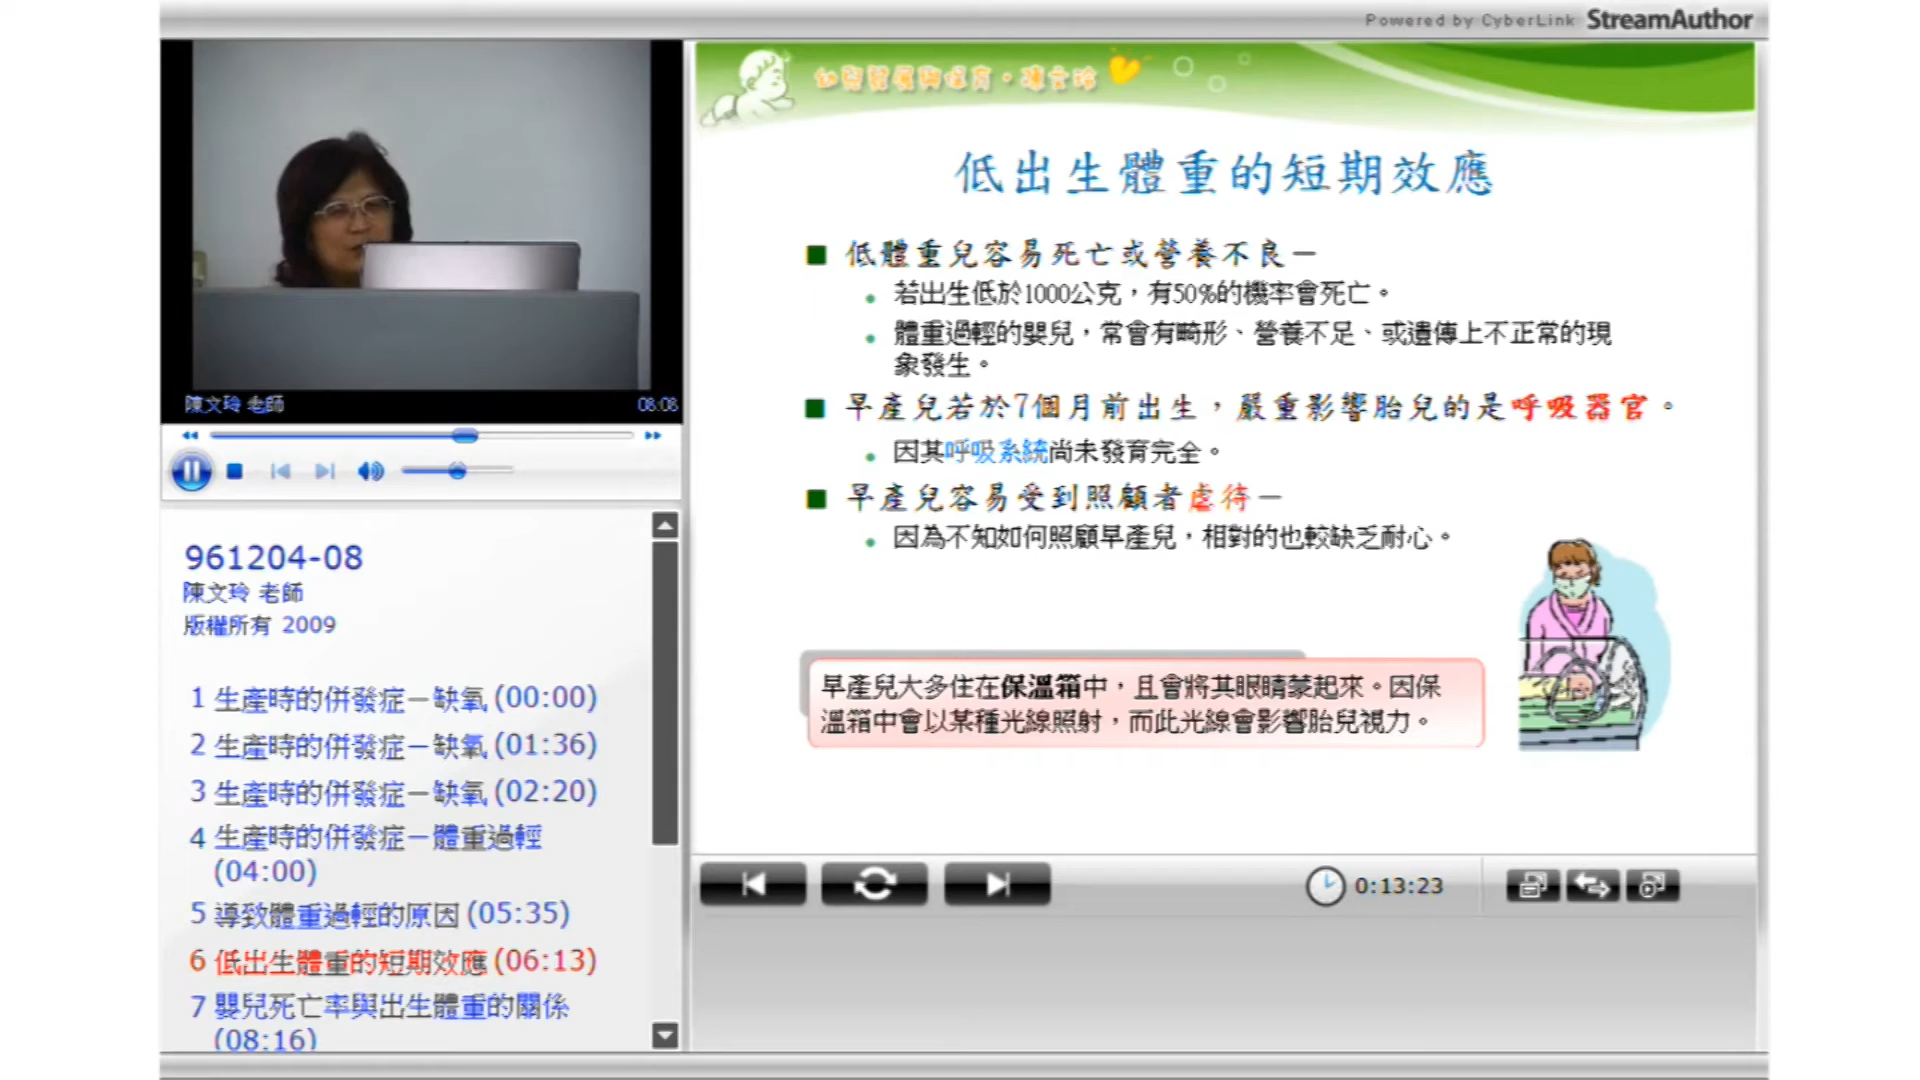 Powered by CyberLink StreamAuthor
幼兒發展與保育。陳文玲
陳文玲 老師
08:08
961204-08
陳文玲 老師
版權所有 2009
1 生產時的併發症—缺氧 (00:00)
2 生產時的併發症—缺氧 (01:36)
3 生產時的併發症—缺氧 (02:20)
4 生產時的併發症—體重過輕
(04:00)
5 導致體重過輕的原因 (05:35)
6 低出生體重的短期效應 (06:13)
7 嬰兒死亡率與出生體重的關係
(08:16)
低出生體重的短期效應
低體重兒容易死亡或營養不良—
若出生低於1000公克，有50%的機率會死亡。
體重過輕的嬰兒，常會有畸形、營養不足、或遺傳上不正常的現
象發生。
早產兒若於7個月前出生，嚴重影響胎兒的是呼吸器官。
因其呼吸系統尚未發育完全。
早產兒容易受到照顧者虐待—
因為不知如何照顧早產兒，相對的也較缺乏耐心。
早產兒大多住在保溫箱中，且會將其眼睛蒙起來。因保
溫箱中會以某種光線照射，而此光線會影響胎兒視力。
0:13:23